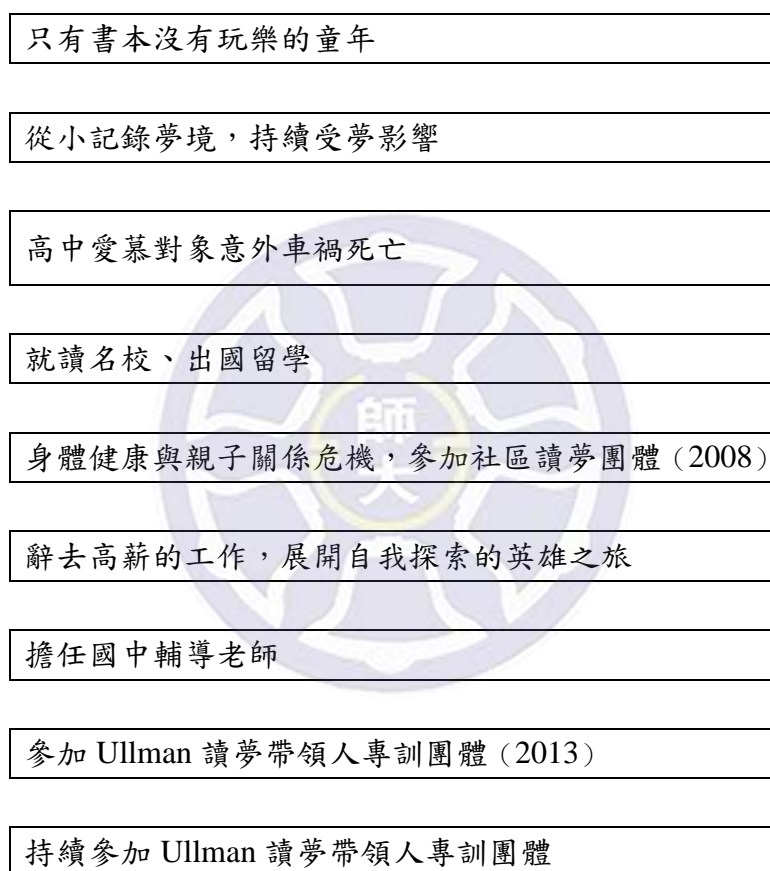 只有書本沒有玩樂的童年
從小記錄夢境，持續受夢影響
高中愛慕對象意外車禍死亡
就讀名校、出國留學
師大
身體健康與親子關係危機，參加社區讀夢團體（2008）
辭去高薪的工作，展開自我探索的英雄之旅
擔任國中輔導老師
參加 Ullman 讀夢帶領人專訓團體（2013）
持續參加 Ullman 讀夢帶領人專訓團體